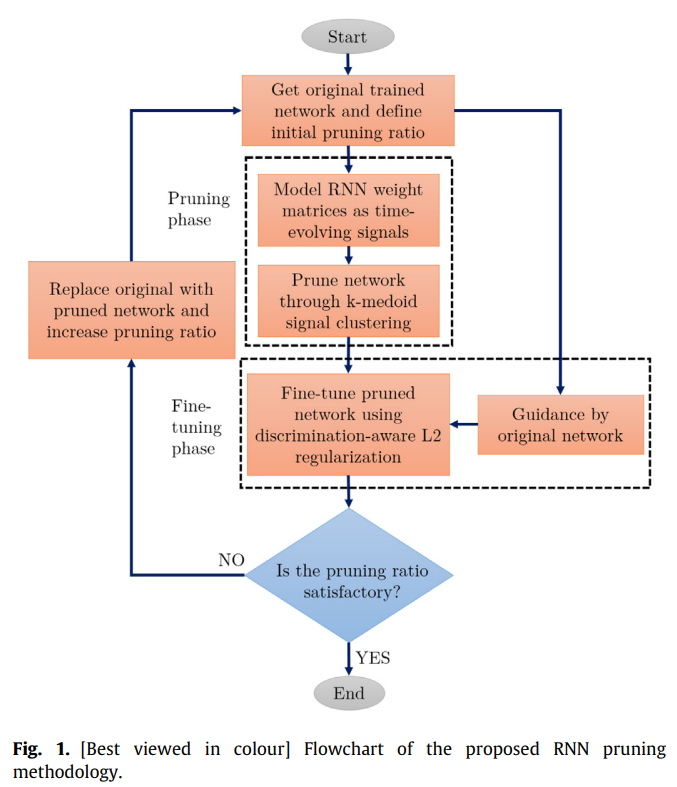 Start
Get original trained
network and define
initial pruning ratio
Pruning
phase
Model RNN weight
matrices as time-
evolving signals
Prune network
through k-medoid
signal clustering
Replace original with
pruned network and
increase pruning ratio
Fine-
tuning
phase
Fine-tune pruned
network using
discrimination-aware L2
regularization
Guidance by
original network
NO
Is the pruning ratio
satisfactory?
YES
End
Fig. 1. [Best viewed in colour] Flowchart of the proposed RNN pruning
methodology.